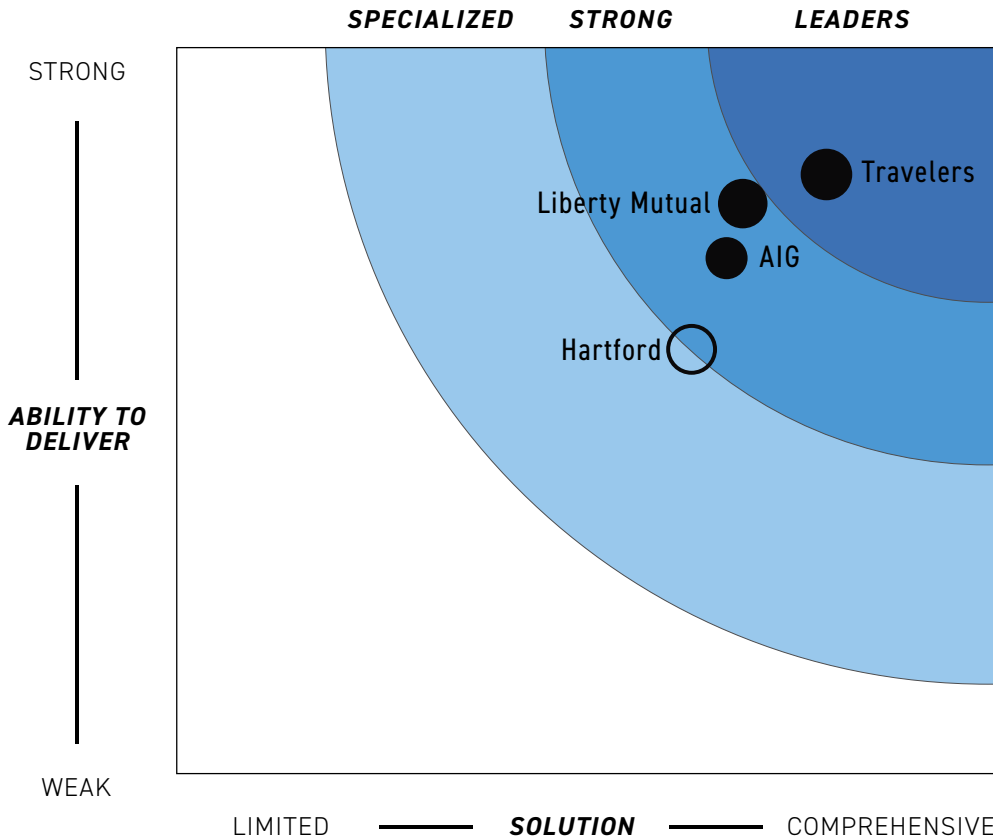 SPECIALIZED STRONG LEADERS
STRONG
Travelers
Liberty Mutual
AIG
Hartford
ABILITY TO
DELIVER
WEAK
LIMITED SOLUTION COMPREHENSIVE